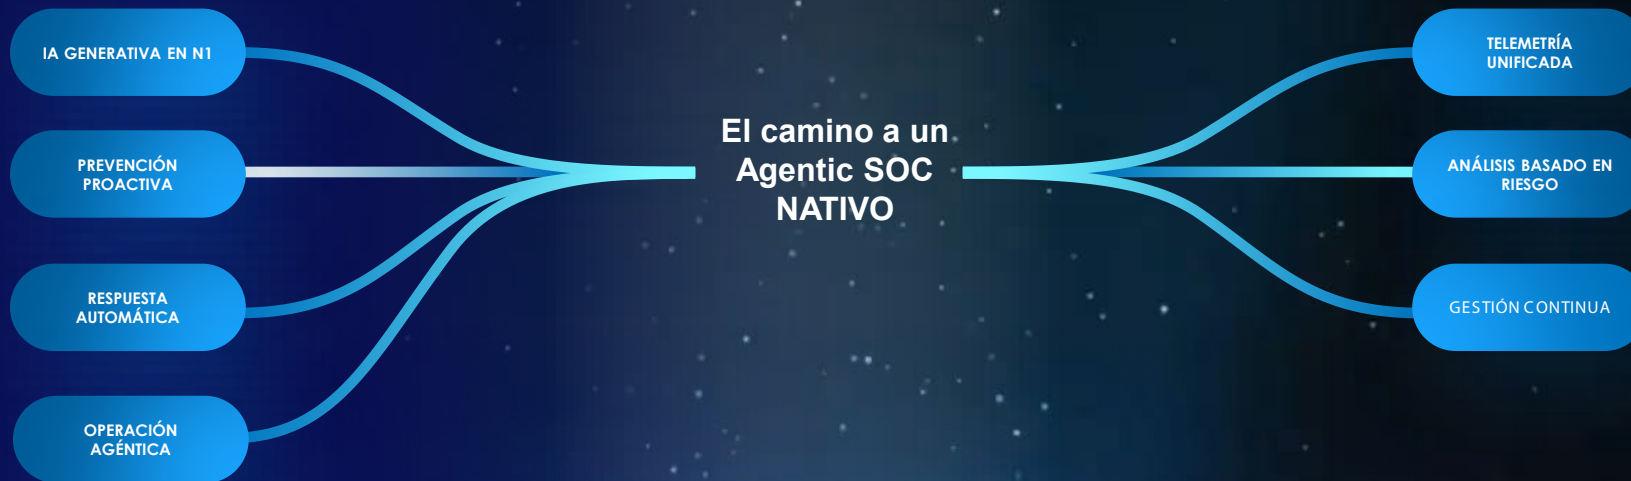 IA GENERATIVA EN N1
PREVENCIÓN
PROACTIVA
RESPUESTA
AUTOMÁTICA
OPERACIÓN
AGÉNTICA
El camino a un
Agentic SOC
NATIVO
TELEMETRÍA
UNIFICADA
ANÁLISIS BASADO EN
RIESGO
GESTIÓN CONTINUA